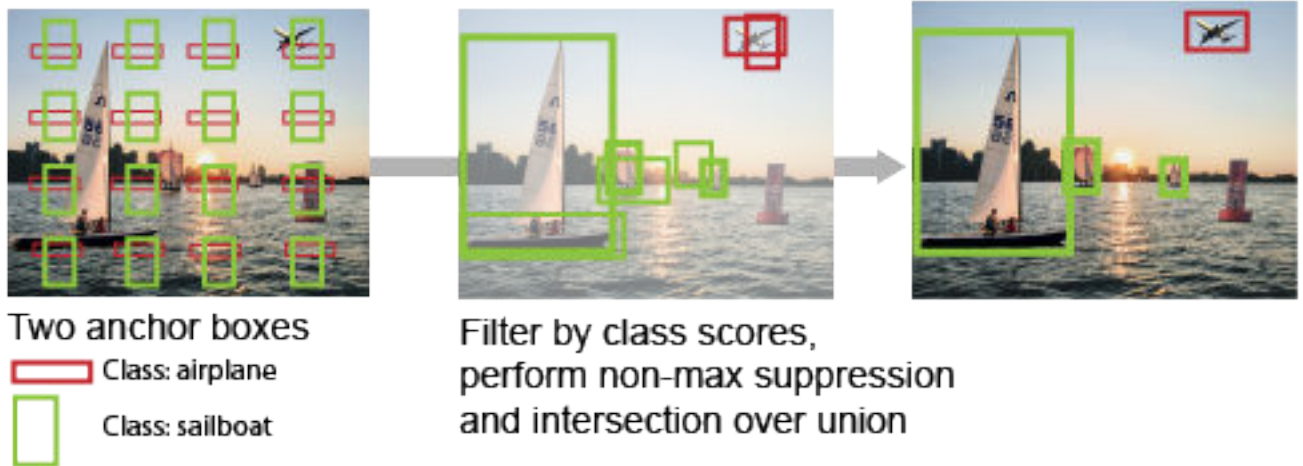 Two anchor boxes
Class: airplane
Class: sailboat
Filter by class scores,
perform non-max suppression
and intersection over union